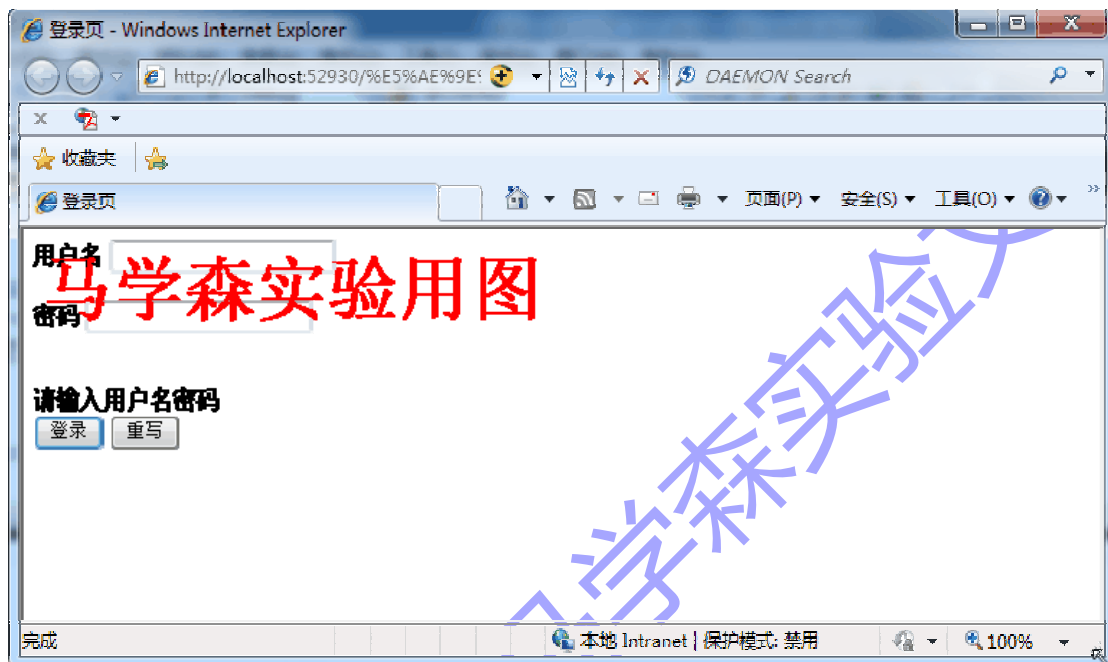 登录页 - Windows Internet Explorer
http://localhost:52930/%E5%AE%9E9
DAEMON Search
收藏夹
登录页
页面(P)
安全(S)
工具(O)
用户名
马学森实验用图
密码
请输入用户名密码
登录 重写
马学森实验
完成
本地 Intranet | 保护模式: 禁用
100%